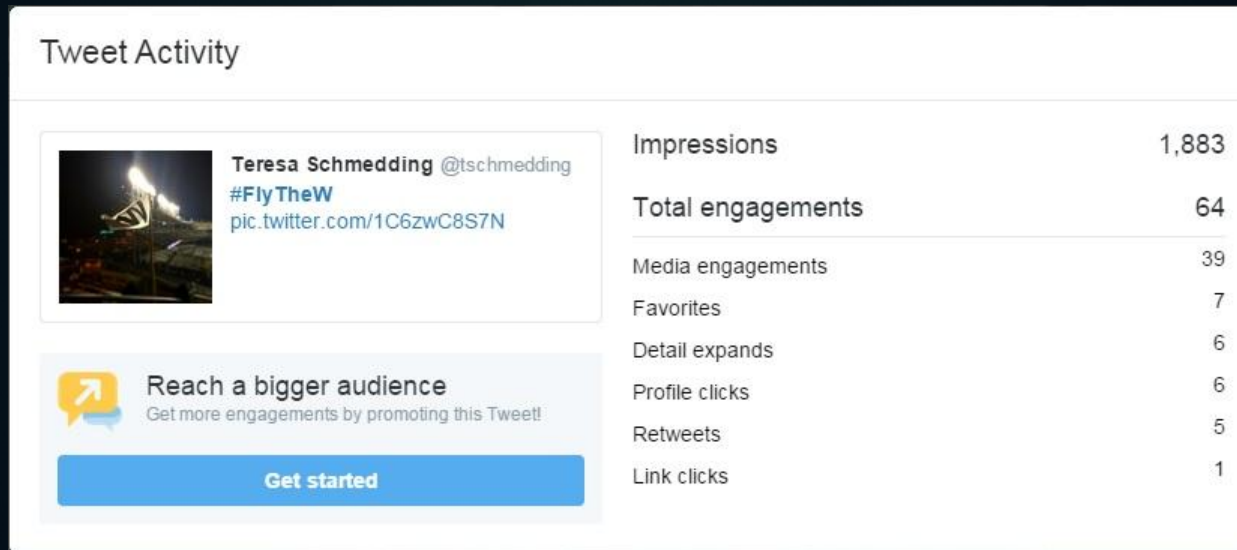 Tweet Activity
Teresa Schmedding @tschmedding
#FlyTheW
pic.twitter.com/1C6zwC8S7N
Reach a bigger audience
Get more engagements by promoting this Tweet!
Get started
Impressions 1,883
Total engagements 64
Media engagements 39
Favorites 7
Detail expands 6
Profile clicks 6
Retweets 5
Link clicks 1